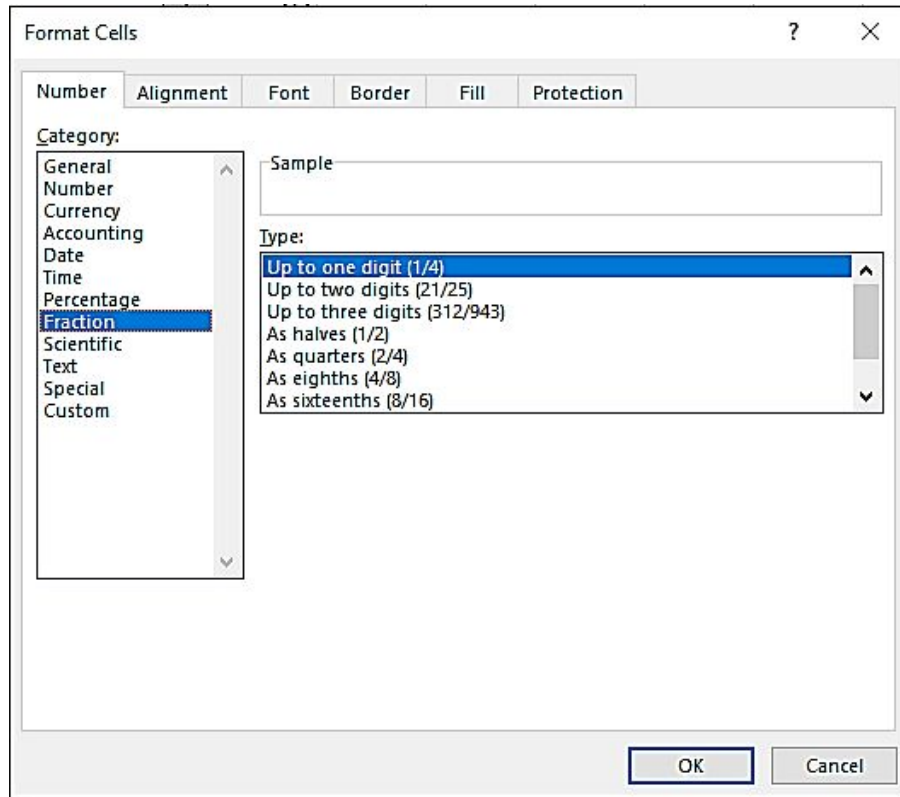 Format Cells ? ×
Number Alignment Font Border Fill Protection
Category:
General
Number
Currency
Accounting
Date
Time
Percentage
Fraction
Scientific
Text
Special
Custom
Sample
Type:
Up to one digit (1/4)
Up to two digits (21/25)
Up to three digits (312/943)
As halves (1/2)
As quarters (2/4)
As eighths (4/8)
As sixteenths (8/16)
OK Cancel